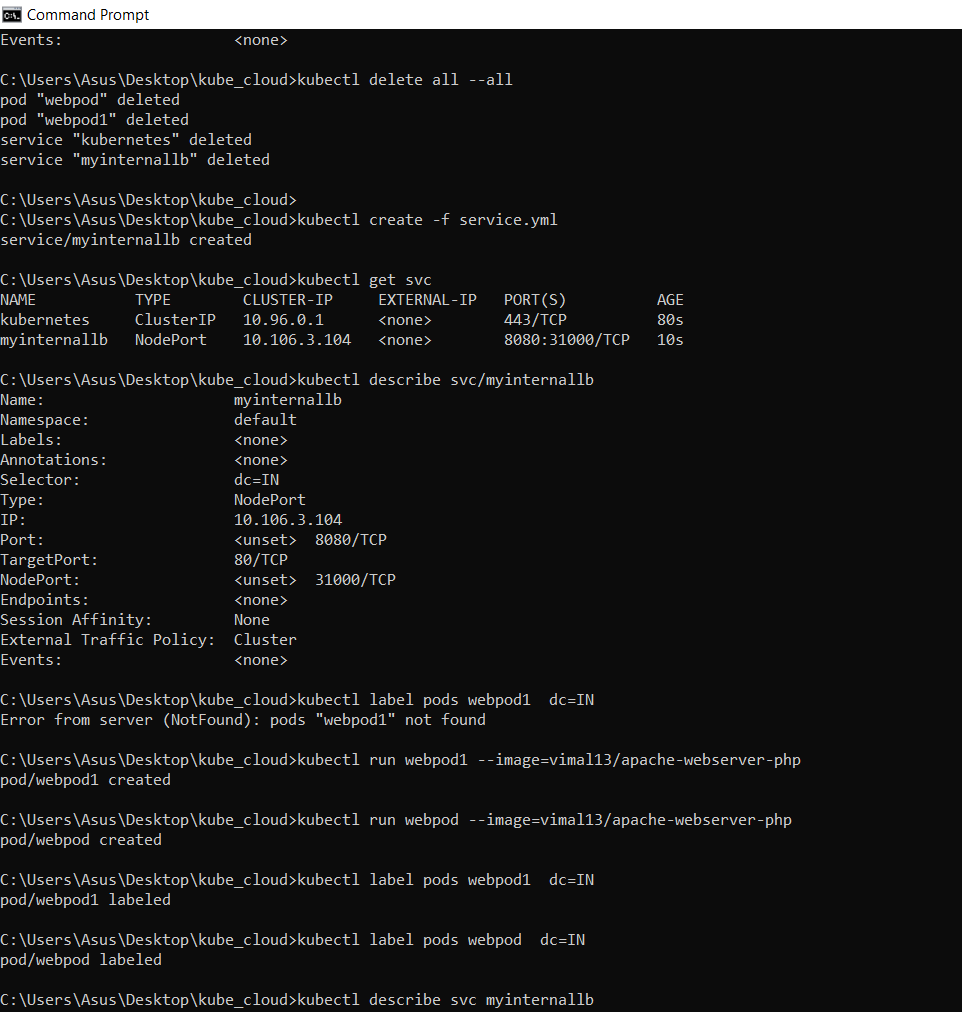 Command Prompt
Events:                   <none>
C:\Users\Asus\Desktop\kube_cloud>kubectl delete all --all
pod "webpod" deleted
pod "webpod1" deleted
service "kubernetes" deleted
service "myinternallb" deleted
C:\Users\Asus\Desktop\kube_cloud>
C:\Users\Asus\Desktop\kube_cloud>kubectl create -f service.yml
service/myinternallb created
C:\Users\Asus\Desktop\kube_cloud>kubectl get svc
NAME           TYPE        CLUSTER-IP     EXTERNAL-IP   PORT(S)          AGE
kubernetes     ClusterIP   10.96.0.1      <none>        443/TCP          80s
myinternallb   NodePort    10.106.3.104   <none>        8080:31000/TCP   10s
C:\Users\Asus\Desktop\kube_cloud>kubectl describe svc/myinternallb
Name:                     myinternallb
Namespace:                default
Labels:                   <none>
Annotations:              <none>
Selector:                 dc=IN
Type:                     NodePort
IP:                       10.106.3.104
Port:                     <unset>  8080/TCP
TargetPort:               80/TCP
NodePort:                 <unset>  31000/TCP
Endpoints:                <none>
Session Affinity:         None
External Traffic Policy:  Cluster
Events:                   <none>
C:\Users\Asus\Desktop\kube_cloud>kubectl label pods webpod1  dc=IN
Error from server (NotFound): pods "webpod1" not found
C:\Users\Asus\Desktop\kube_cloud>kubectl run webpod1 --image=vimal13/apache-webserver-php
pod/webpod1 created
C:\Users\Asus\Desktop\kube_cloud>kubectl run webpod --image=vimal13/apache-webserver-php
pod/webpod created
C:\Users\Asus\Desktop\kube_cloud>kubectl label pods webpod1  dc=IN
pod/webpod1 labeled
C:\Users\Asus\Desktop\kube_cloud>kubectl label pods webpod  dc=IN
pod/webpod labeled
C:\Users\Asus\Desktop\kube_cloud>kubectl describe svc myinternallb